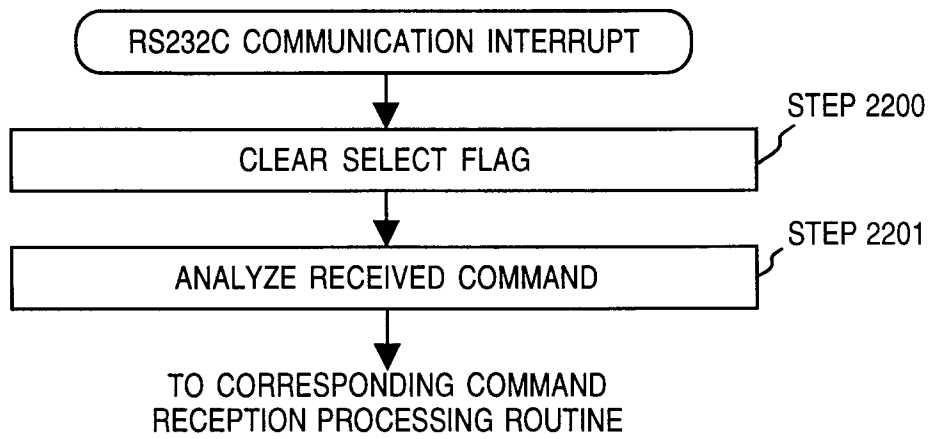 RS232C COMMUNICATION INTERRUPT
STEP 2200
CLEAR SELECT FLAG
STEP 2201
ANALYZE RECEIVED COMMAND
TO CORRESPONDING COMMAND
RECEPTION PROCESSING ROUTINE